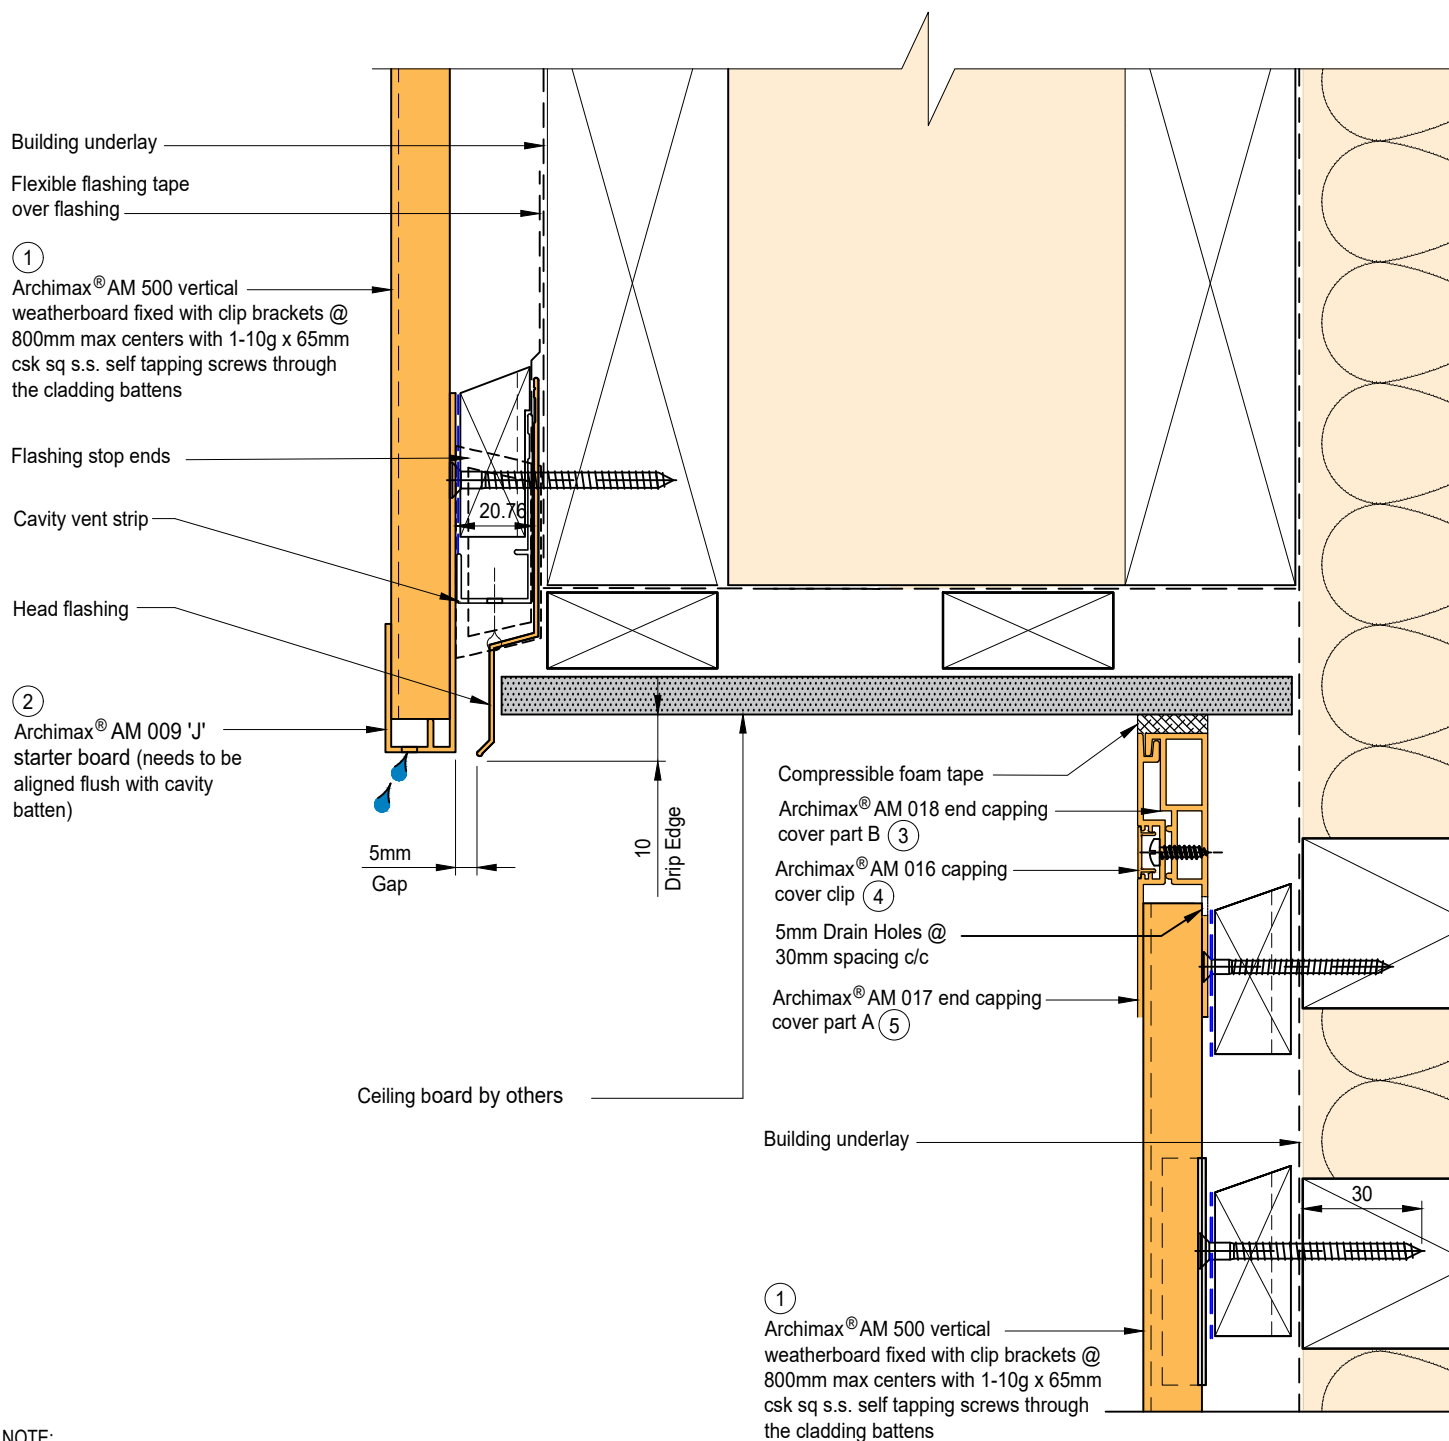 Building underlay
Flexible flashing tape
over flashing
1
Archimax® AM 500 vertical
weatherboard fixed with clip brackets @
800mm max centers with 1-10g x 65mm
csk sq s.s. self tapping screws through
the cladding battens
Flashing stop ends
20.76
Cavity vent strip
Head flashing
2
Archimax® AM 009 'J'
starter board (needs to be
aligned flush with cavity
batten)
5mm
Gap
10
Drip Edge
Compressible foam tape
Archimax® AM 018 end capping
cover part B 3
Archimax® AM 016 capping
cover clip 4
5mm Drain Holes @
30mm spacing c/c
Archimax® AM 017 end capping
cover part A 5
Ceiling board by others
Building underlay
30
1
Archimax® AM 500 vertical
weatherboard fixed with clip brackets @
800mm max centers with 1-10g x 65mm
csk sq s.s. self tapping screws through
the cladding battens
NOTE: